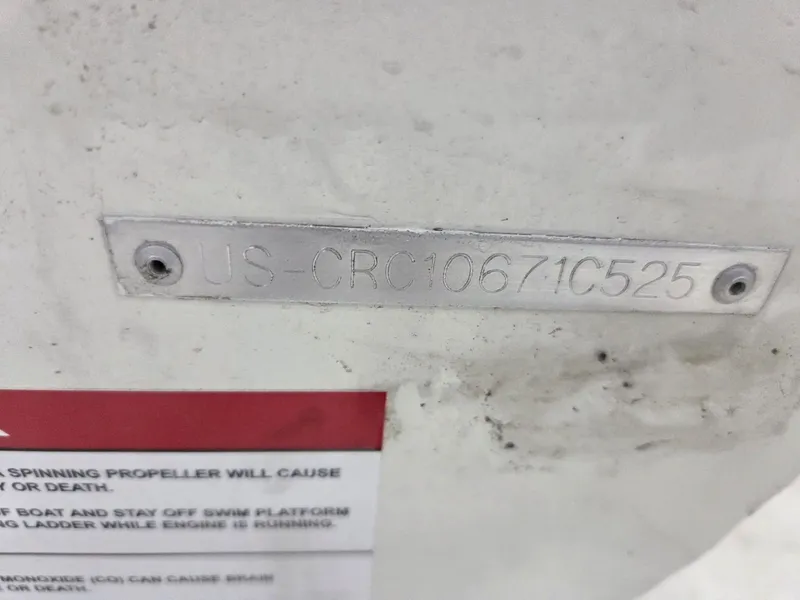 US-CRC10671C525
A SPINNING PROPELLER WILL CAUSE
Y OR DEATH.
F BOAT AND STAY OFF SWIM PLATFORM
NG LADDER WHILE ENGINE IS RUNNING.
MONOXIDE (CO) CAN CAUSE BRAIN
E OR DEATH.